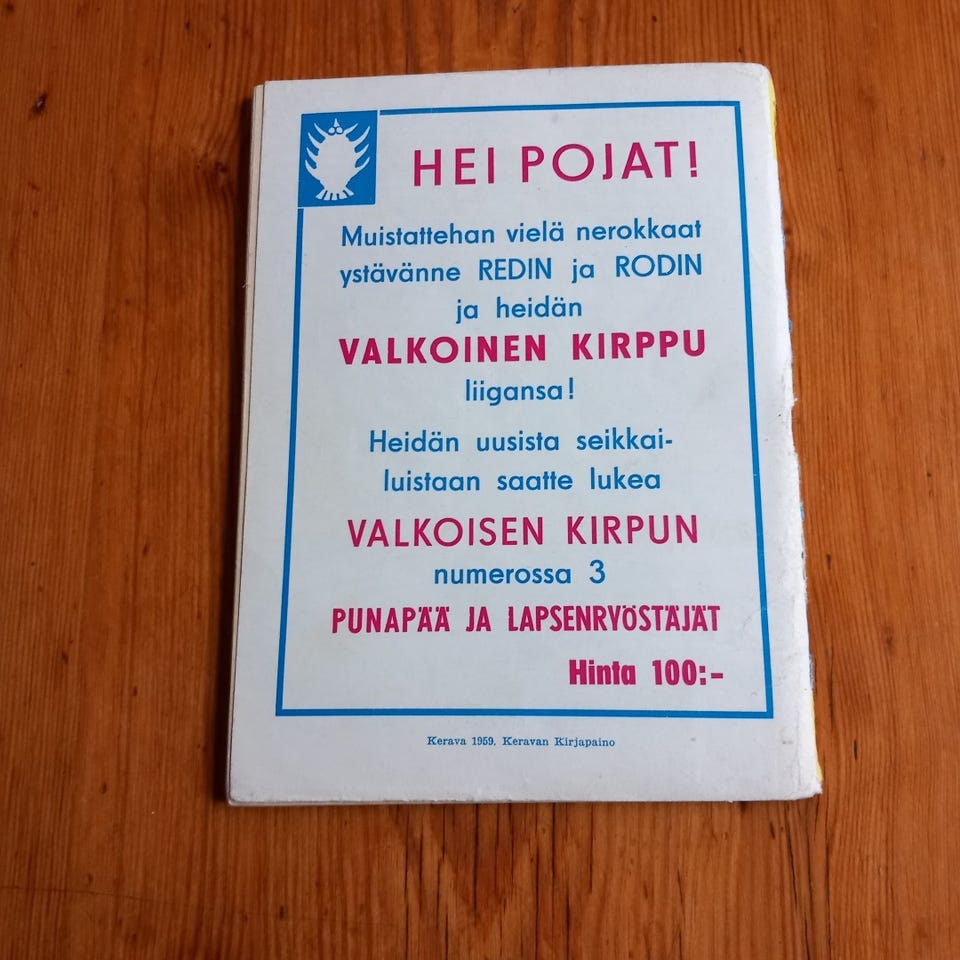 HEI POJAT!
Muistattehan vielä nerokkaat
ystävänne REDIN ja RODIN
ja heidän
VALKOINEN KIRPPU
liigansa!
Heidän uusista seikkai-
luistaan saatte lukea
VALKOISEN KIRPUN
numerossa 3
PUNAPÄÄ JA LAPSENRYÖSTÄJÄT
Hinta 100:-
Kerava 1959. Keravan Kirjapaino